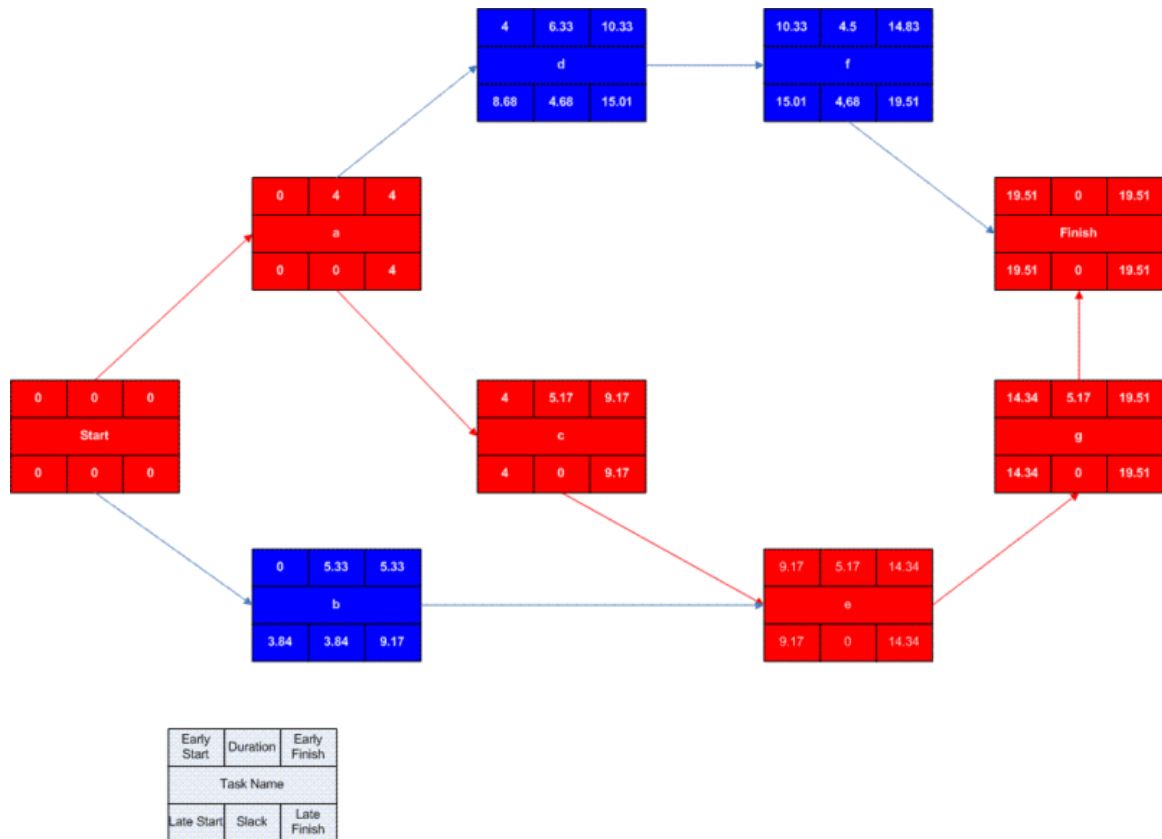 4 6.33 10.33
d
8.68 4.68 15.01
10.33 4.5 14.83
f
15.01 4,68 19.51
0 4 4
a
0 0 4
19.51 0 19.51
Finish
19.51 0 19.51
0 0 0
Start
0 0 0
4 5.17 9.17
c
4 0 9.17
14.34 5.17 19.51
g
14.34 0 19.51
0 5.33 5.33
b
3.84 3.84 9.17
9.17 5.17 14.34
e
9.17 0 14.34
Early Start Duration Early Finish
Task Name
Late Start Slack Late Finish